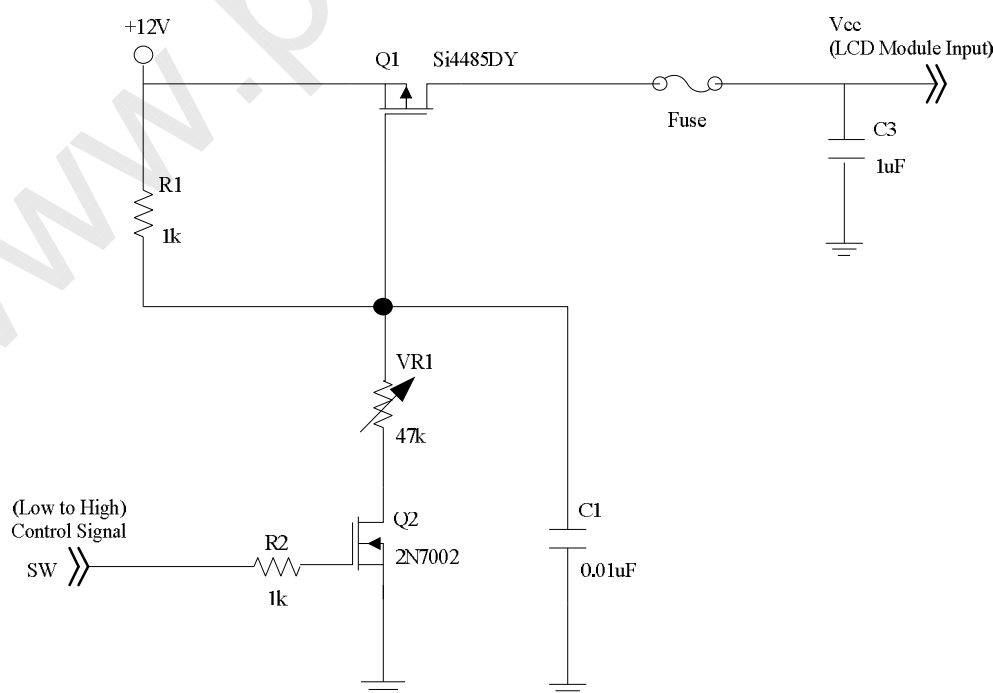 www.p
+12V
Vcc
(LCD Module Input)
Q1
Si4485DY
Fuse
C3
1uF
R1
1k
VR1
47k
(Low to High)
Control Signal
SW
R2
1k
Q2
2N7002
C1
0.01uF